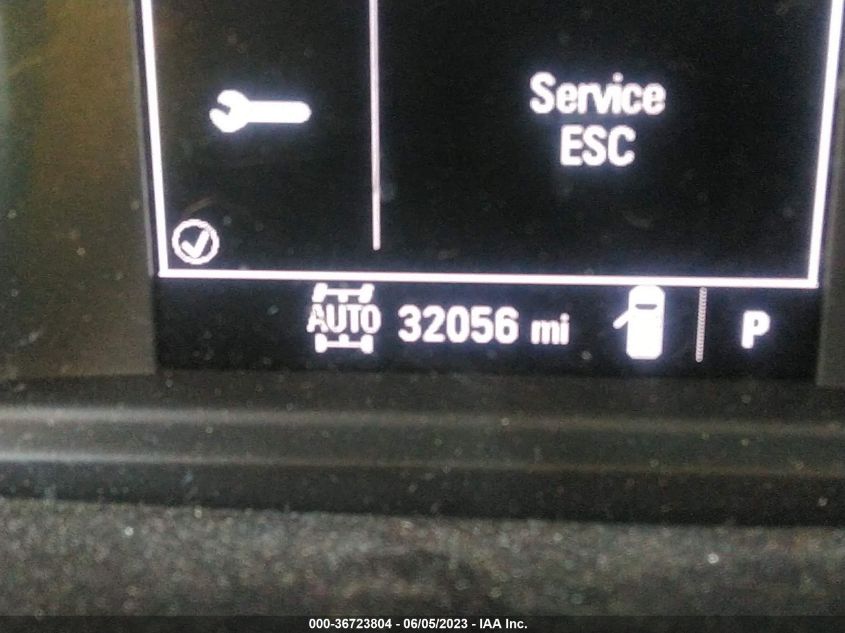 Service
ESC
AUTO 32056 mi P
000-36723804 - 06/05/2023 - IAA Inc.